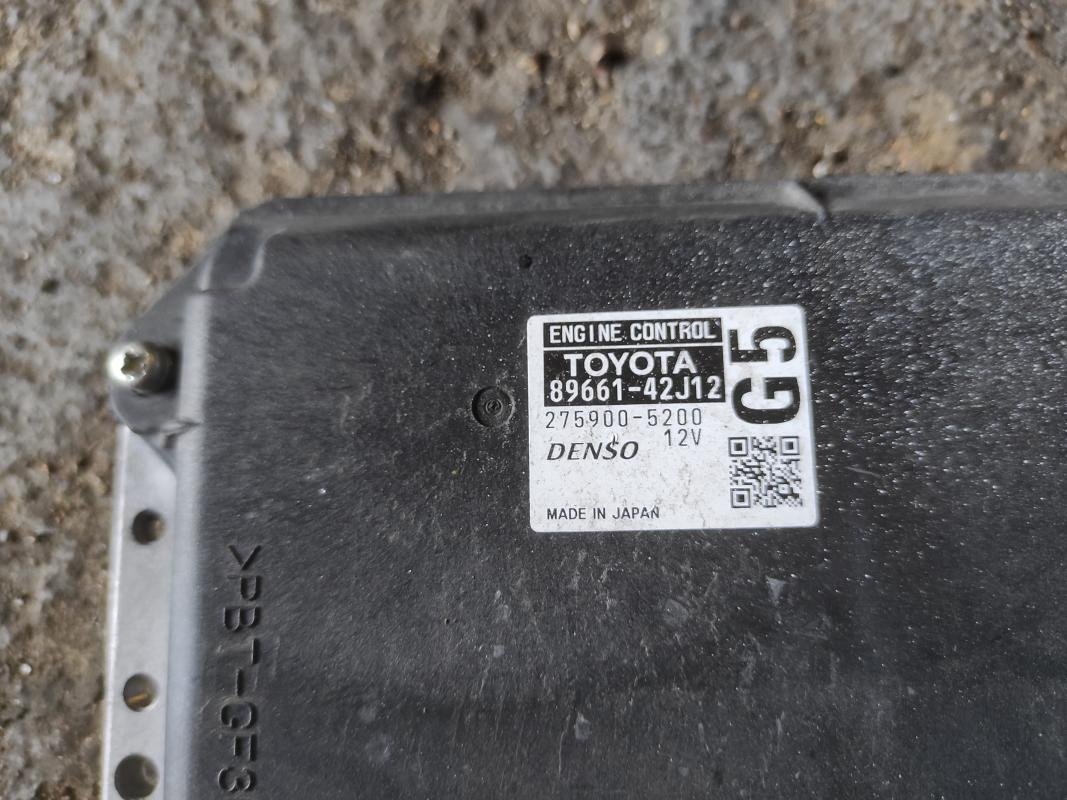 ENGINE CONTROL
TOYOTA
89661-42J12
G5
275900-5200
12V
DENSO
MADE IN JAPAN
>PBT-GF3